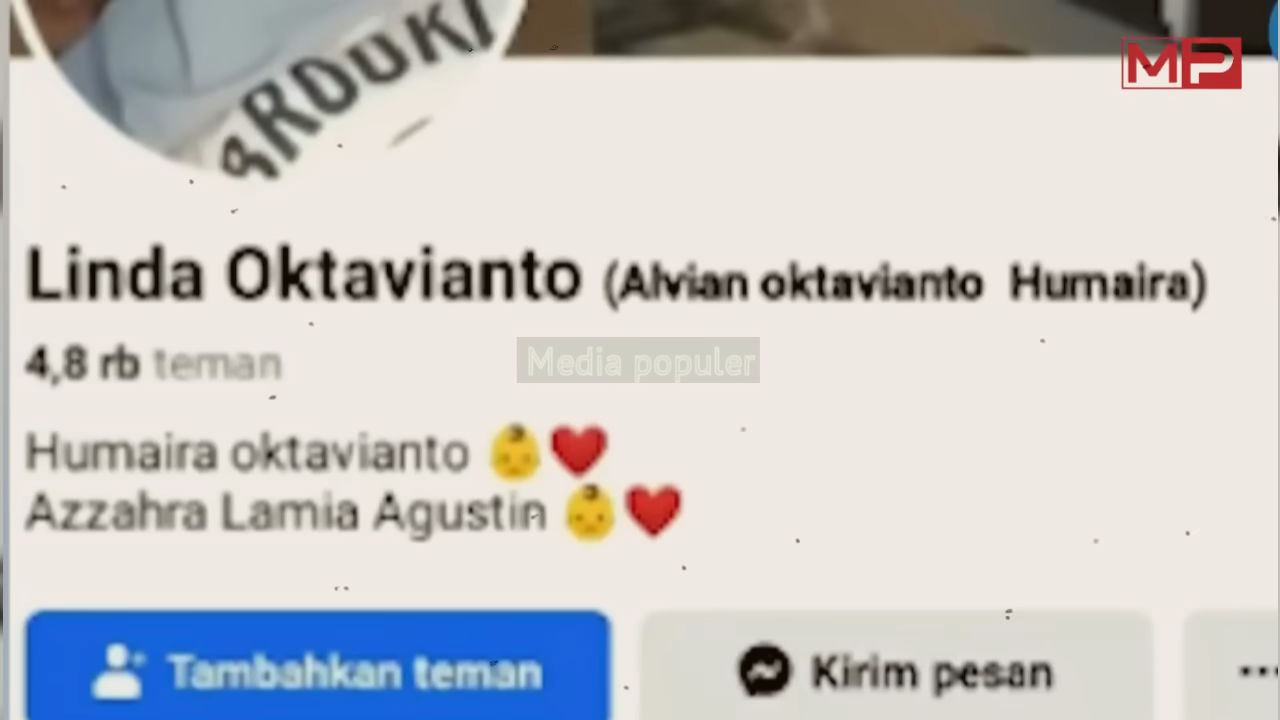 MP
Linda Oktavianto (Alvian oktavianto Humaira)
4,8 rb teman
Media populer
Humaira oktavianto 👶❤️
Azzahra Lamia Agustin 👶❤️
Tambahkan teman
Kirim pesan